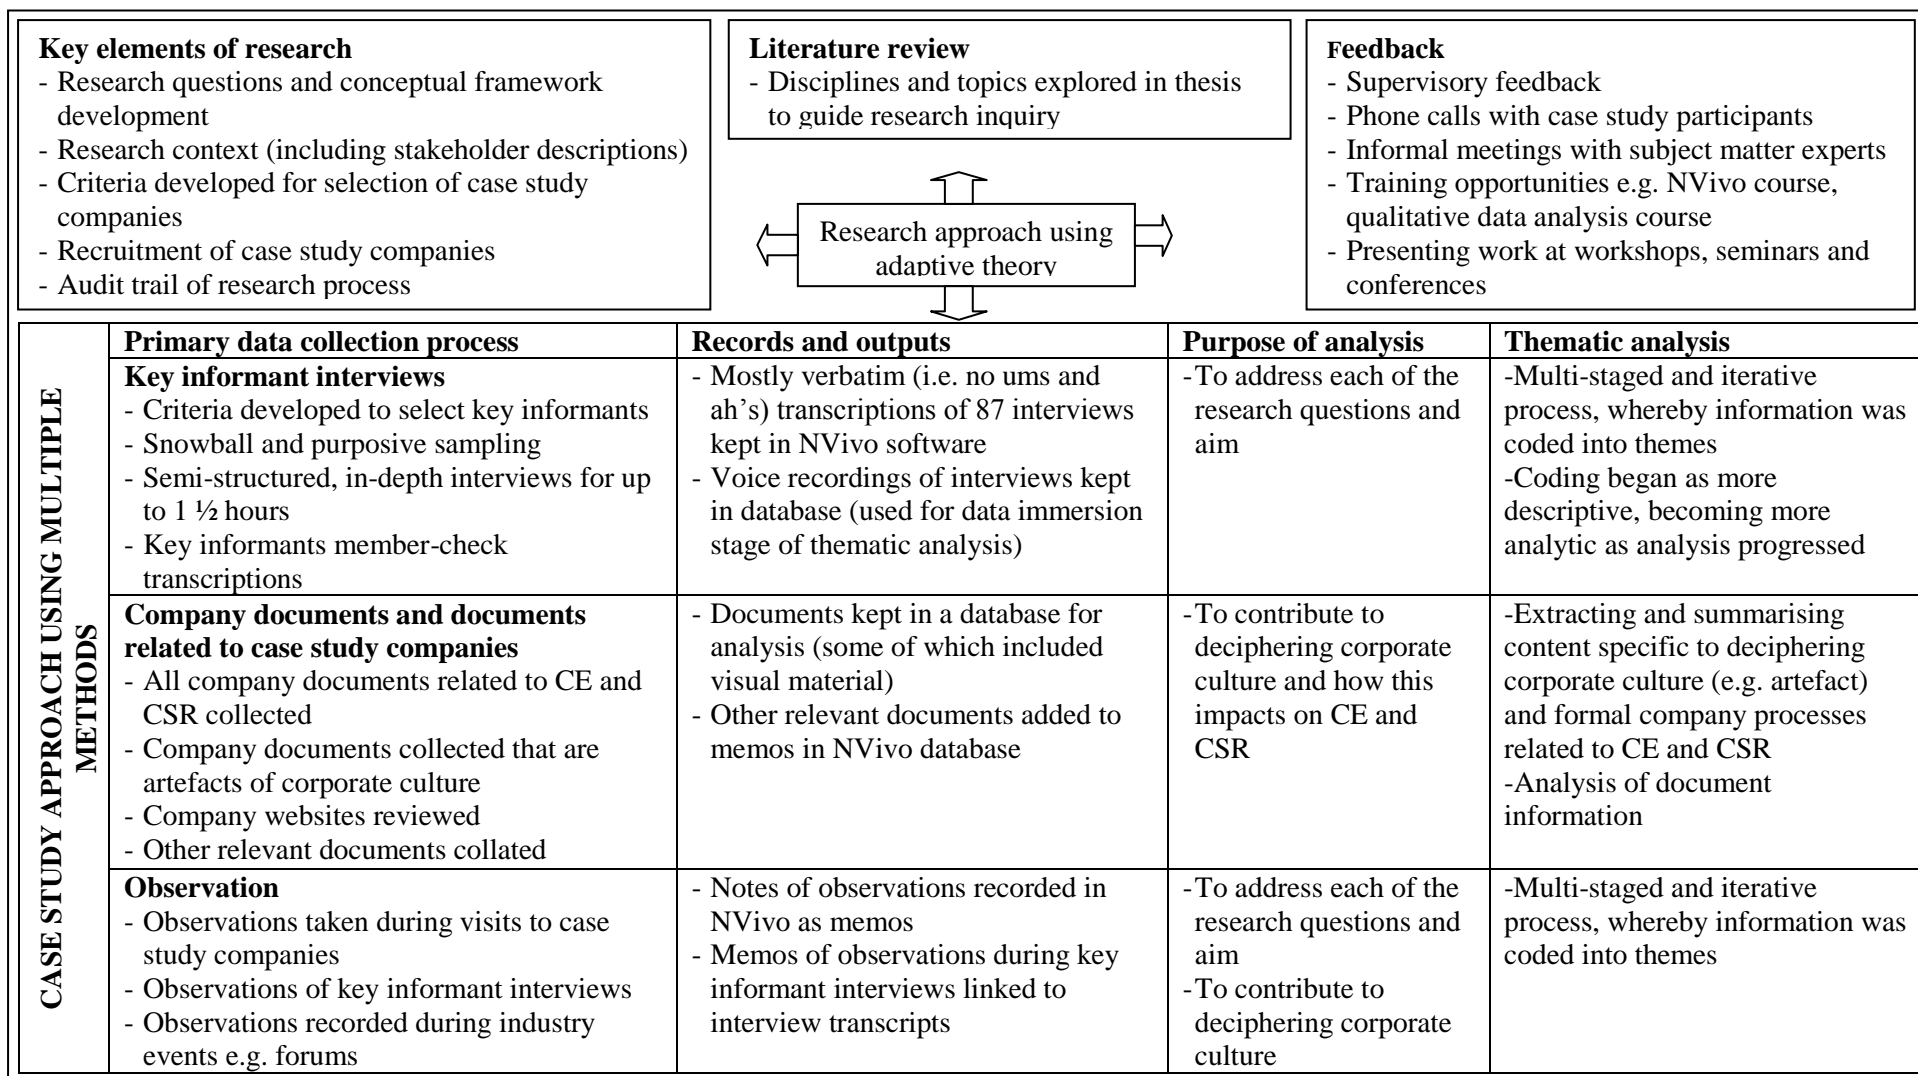 Key elements of research
- Research questions and conceptual framework
development
- Research context (including stakeholder descriptions)
- Criteria developed for selection of case study
companies
- Recruitment of case study companies
- Audit trail of research process
Literature review
- Disciplines and topics explored in thesis
to guide research inquiry
Feedback
- Supervisory feedback
- Phone calls with case study participants
- Informal meetings with subject matter experts
- Training opportunities e.g. NVivo course,
qualitative data analysis course
- Presenting work at workshops, seminars and
conferences
Research approach using
adaptive theory
CASE STUDY APPROACH USING MULTIPLE
METHODS
Primary data collection process
Records and outputs
Purpose of analysis
Thematic analysis
Key informant interviews
- Criteria developed to select key informants
- Snowball and purposive sampling
- Semi-structured, in-depth interviews for up
to 1 ½ hours
- Key informants member-check
transcriptions
- Mostly verbatim (i.e. no ums and
ah’s) transcriptions of 87 interviews
kept in NVivo software
- Voice recordings of interviews kept
in database (used for data immersion
stage of thematic analysis)
-To address each of the
research questions and
aim
-Multi-staged and iterative
process, whereby information was
coded into themes
-Coding began as more
descriptive, becoming more
analytic as analysis progressed
Company documents and documents
related to case study companies
- All company documents related to CE and
CSR collected
- Company documents collected that are
artefacts of corporate culture
- Company websites reviewed
- Other relevant documents collated
- Documents kept in a database for
analysis (some of which included
visual material)
- Other relevant documents added to
memos in NVivo database
-To contribute to
deciphering corporate
culture and how this
impacts on CE and
CSR
-Extracting and summarising
content specific to deciphering
corporate culture (e.g. artefact)
and formal company processes
related to CE and CSR
-Analysis of document
information
Observation
- Observations taken during visits to case
study companies
- Observations of key informant interviews
- Observations recorded during industry
events e.g. forums
- Notes of observations recorded in
NVivo as memos
- Memos of observations during key
informant interviews linked to
interview transcripts
-To address each of the
research questions and
aim
-To contribute to
deciphering corporate
culture
-Multi-staged and iterative
process, whereby information was
coded into themes